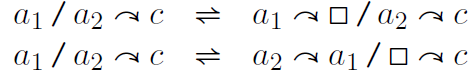 a₁ / a₂ ↷ c ⇌ a₁ ↷ □ / a₂ ↷ c
a₁ / a₂ ↷ c ⇌ a₂ ↷ a₁ / □ ↷ c